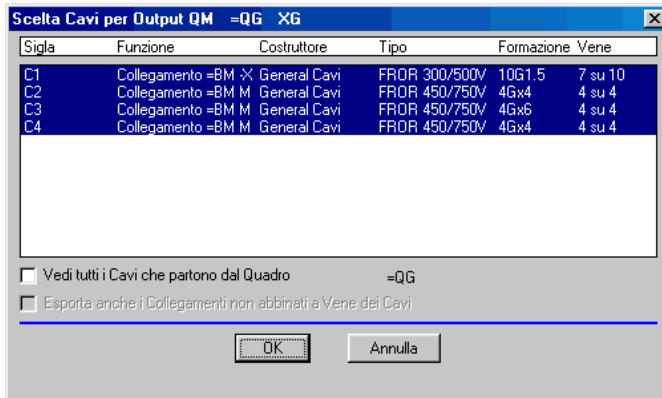 Scelta Cavi per Output QM =QG XG
Sigla Funzione Costruttore Tipo Formazione Vene
C1 Collegamento =BM -X General Cavi FROR 300/500V 10G1.5 7 su 10
C2 Collegamento =BM M General Cavi FROR 450/750V 4Gx4 4 su 4
C3 Collegamento =BM M General Cavi FROR 450/750V 4Gx6 4 su 4
C4 Collegamento =BM M General Cavi FROR 450/750V 4Gx4 4 su 4
Vedi tutti i Cavi che partono dal Quadro =QG
Esporta anche i Collegamenti non abbinati a Vene dei Cavi
OK Annulla